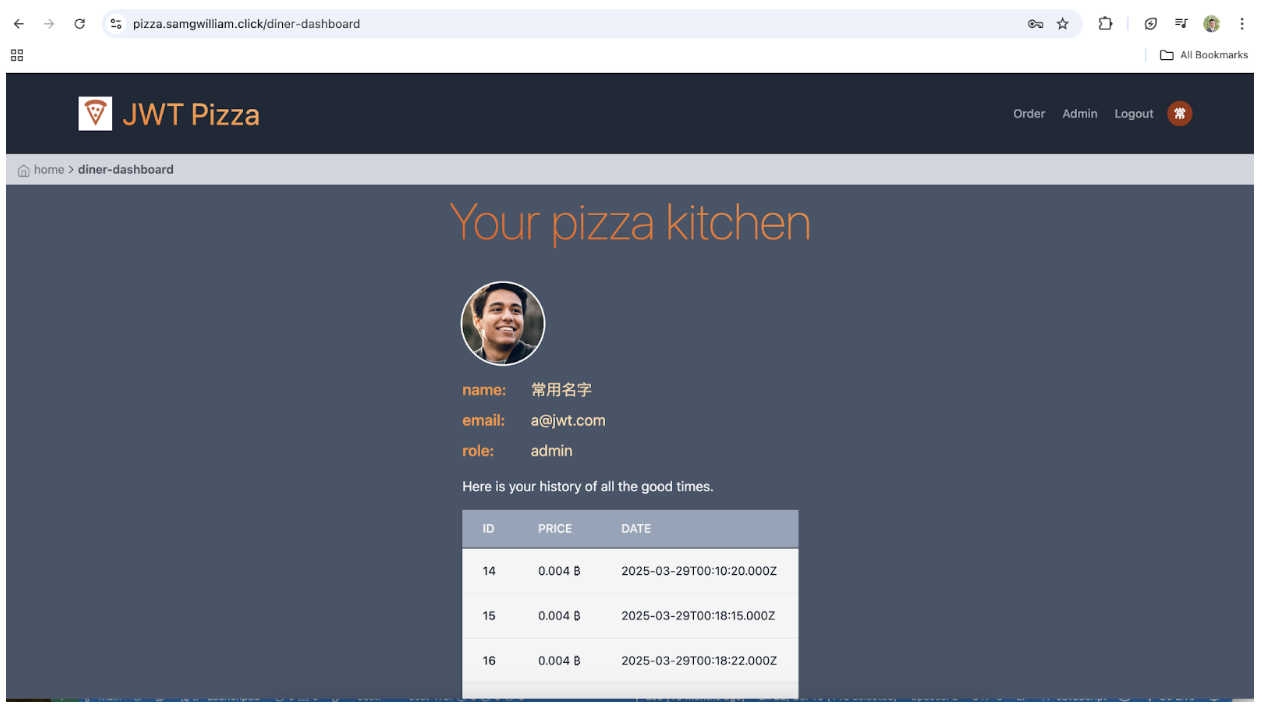 pizza.samgwilliam.click/diner-dashboard
All Bookmarks
JWT Pizza
Order Admin Logout 常
home > diner-dashboard
Your pizza kitchen
name: 常用名字
email: a@jwt.com
role: admin
Here is your history of all the good times.
ID PRICE DATE
14 0.004 ₿ 2025-03-29T00:10:20.000Z
15 0.004 ₿ 2025-03-29T00:18:15.000Z
16 0.004 ₿ 2025-03-29T00:18:22.000Z